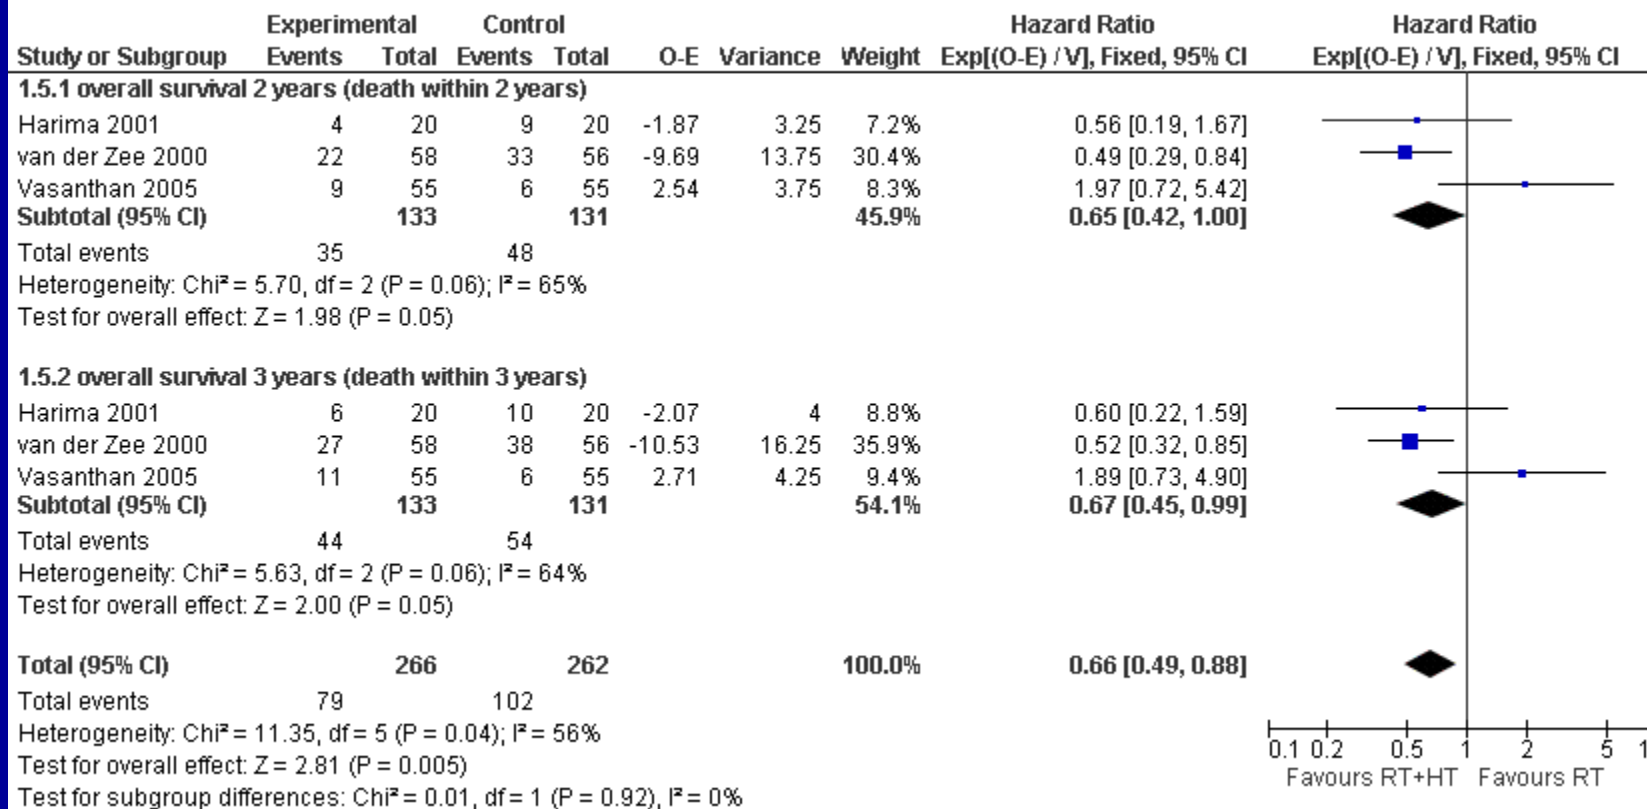 Experimental Control Hazard Ratio Hazard Ratio
Study or Subgroup Events Total Events Total O-E Variance Weight Exp[(O-E) / V], Fixed, 95% CI Exp[(O-E) / V], Fixed, 95% CI
1.5.1 overall survival 2 years (death within 2 years)
Harima 2001 4 20 9 20 -1.87 3.25 7.2% 0.56 [0.19, 1.67]
van der Zee 2000 22 58 33 56 -9.69 13.75 30.4% 0.49 [0.29, 0.84]
Vasanthan 2005 9 55 6 55 2.54 3.75 8.3% 1.97 [0.72, 5.42]
Subtotal (95% CI) 133 131 45.9% 0.65 [0.42, 1.00]
Total events 35 48
Heterogeneity: Chi² = 5.70, df = 2 (P = 0.06); I² = 65%
Test for overall effect: Z = 1.98 (P = 0.05)
1.5.2 overall survival 3 years (death within 3 years)
Harima 2001 6 20 10 20 -2.07 4 8.8% 0.60 [0.22, 1.59]
van der Zee 2000 27 58 38 56 -10.53 16.25 35.9% 0.52 [0.32, 0.85]
Vasanthan 2005 11 55 6 55 2.71 4.25 9.4% 1.89 [0.73, 4.90]
Subtotal (95% CI) 133 131 54.1% 0.67 [0.45, 0.99]
Total events 44 54
Heterogeneity: Chi² = 5.63, df = 2 (P = 0.06); I² = 64%
Test for overall effect: Z = 2.00 (P = 0.05)
Total (95% CI) 266 262 100.0% 0.66 [0.49, 0.88]
Total events 79 102
Heterogeneity: Chi² = 11.35, df = 5 (P = 0.04); I² = 56%
Test for overall effect: Z = 2.81 (P = 0.005)
Test for subgroup differences: Chi² = 0.01, df = 1 (P = 0.92), I² = 0%
0.1 0.2 0.5 1 2 5 1
Favours RT+HT Favours RT